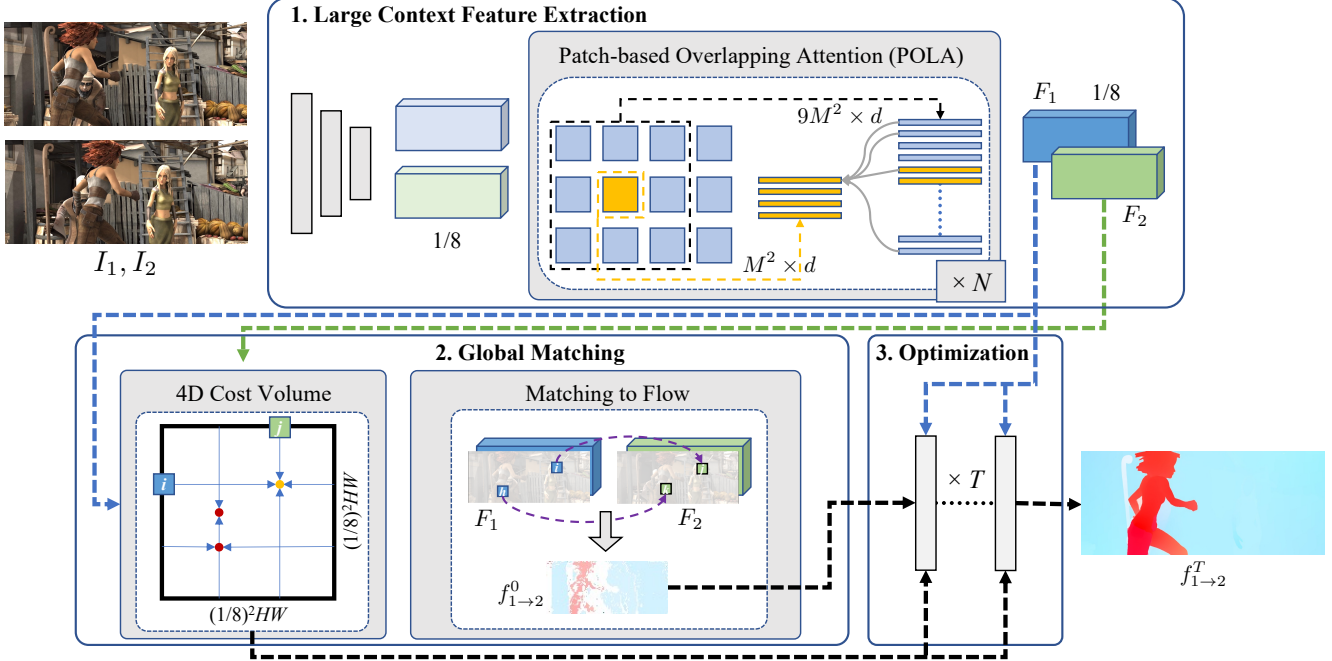 1. Large Context Feature Extraction
Patch-based Overlapping Attention (POLA)
I₁, I₂
1/8
9M² × d
M² × d
× N
F₁
1/8
F₂
2. Global Matching
4D Cost Volume
j
i
(1/8)²HW
(1/8)²HW
Matching to Flow
i
j
F₁
F₂
f⁰₁→₂
3. Optimization
× T
fᵀ₁→₂